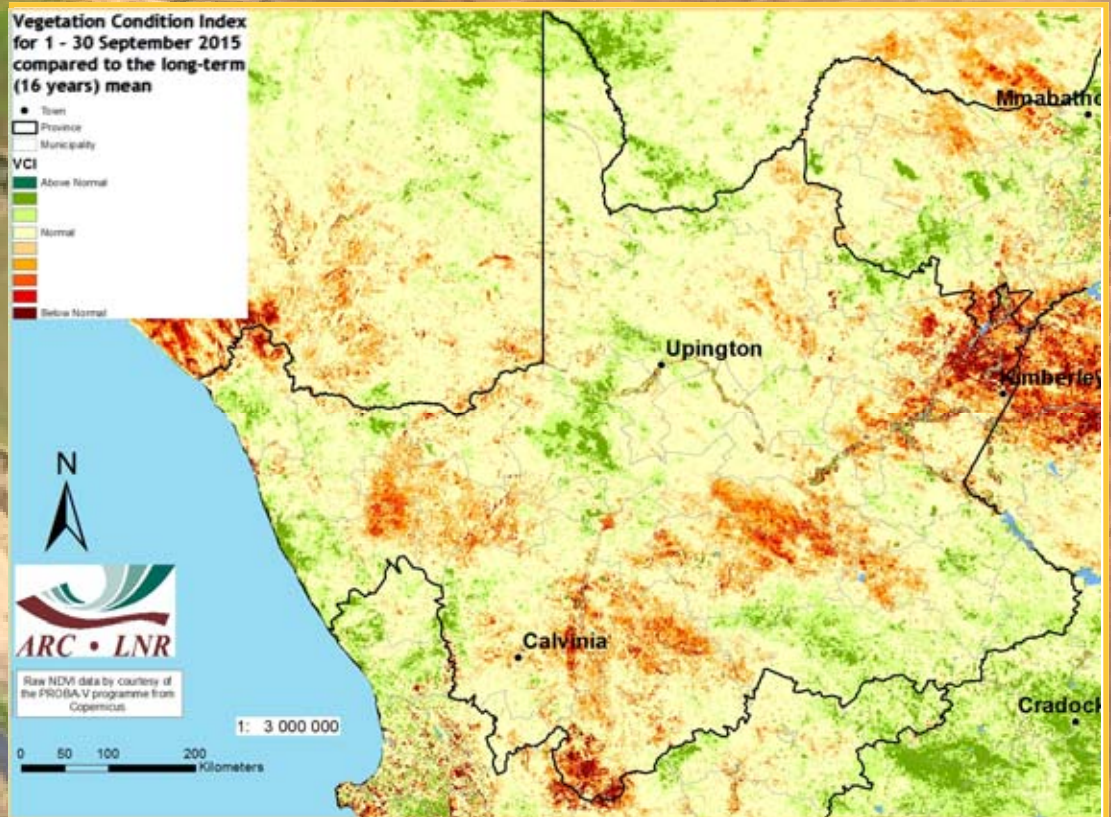 Vegetation Condition Index
for 1 - 30 September 2015
compared to the long-term
(16 years) mean
Town
Province
Municipality
VCI
Above Normal
Normal
Below Normal
Mmabatho
Upington
Kimberley
N
ARC • LNR
Calvinia
Raw NDVI data by courtesy of
the PROBA-V programme from
Copernicus
Cradock
1: 3 000 000
0 50 100 200
Kilometers